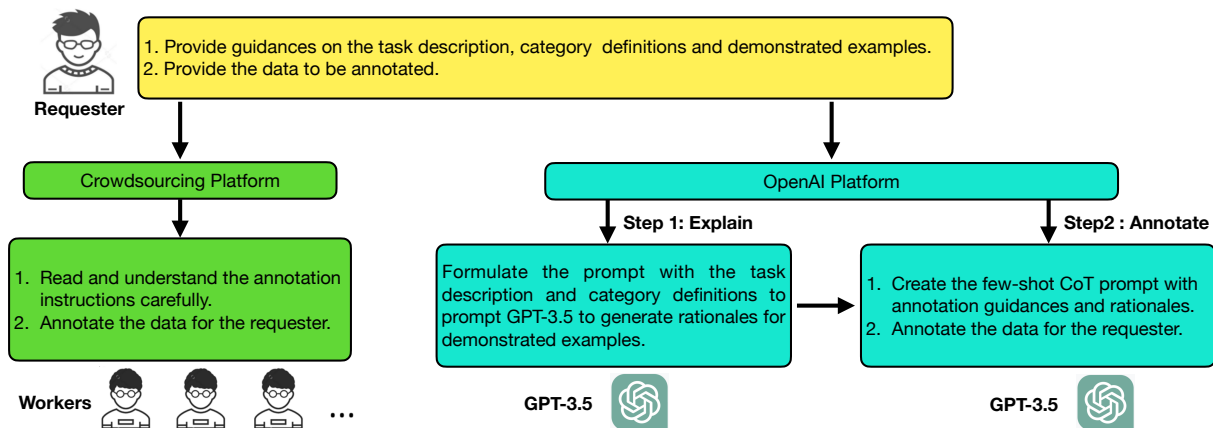 1. Provide guidances on the task description, category definitions and demonstrated examples.
2. Provide the data to be annotated.
Requester
Crowdsourcing Platform
OpenAI Platform
Step 1: Explain
Step2 : Annotate
1. Read and understand the annotation
instructions carefully.
2. Annotate the data for the requester.
Formulate the prompt with the task
description and category definitions to
prompt GPT-3.5 to generate rationales for
demonstrated examples.
1. Create the few-shot CoT prompt with
annotation guidances and rationales.
2. Annotate the data for the requester.
Workers
...
GPT-3.5
GPT-3.5